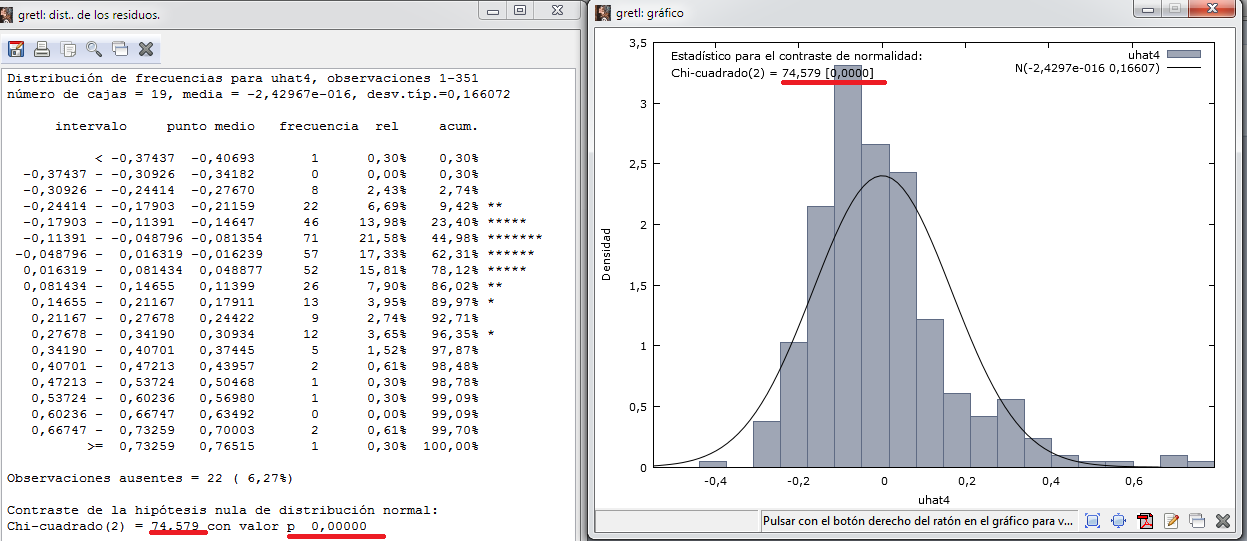 gretl: dist.. de los residuos.
Distribución de frecuencias para uhat4, observaciones 1-351
número de cajas = 19, media = -2,42967e-016, desv.típ.=0,166072
intervalo punto medio frecuencia rel acum.
< -0,37437 -0,40693 1 0,30% 0,30%
-0,37437 - -0,30926 -0,34182 0 0,00% 0,30%
-0,30926 - -0,24414 -0,27670 8 2,43% 2,74%
-0,24414 - -0,17903 -0,21159 22 6,69% 9,42% **
-0,17903 - -0,11391 -0,14647 46 13,98% 23,40% *****
-0,11391 - -0,048796 -0,081354 71 21,58% 44,98% *******
-0,048796 - 0,016319 -0,016239 57 17,33% 62,31% ******
0,016319 - 0,081434 0,048877 52 15,81% 78,12% *****
0,081434 - 0,14655 0,11399 26 7,90% 86,02% **
0,14655 - 0,21167 0,17911 13 3,95% 89,97% *
0,21167 - 0,27678 0,24422 9 2,74% 92,71%
0,27678 - 0,34190 0,30934 12 3,65% 96,35% *
0,34190 - 0,40701 0,37445 5 1,52% 97,87%
0,40701 - 0,47213 0,43957 2 0,61% 98,48%
0,47213 - 0,53724 0,50468 1 0,30% 98,78%
0,53724 - 0,60236 0,56980 1 0,30% 99,09%
0,60236 - 0,66747 0,63492 0 0,00% 99,09%
0,66747 - 0,73259 0,70003 2 0,61% 99,70%
>= 0,73259 0,76515 1 0,30% 100,00%
Observaciones ausentes = 22 ( 6,27%)
Contraste de la hipótesis nula de distribución normal:
Chi-cuadrado(2) = 74,579 con valor p 0,00000
gretl: gráfico
Estadístico para el contraste de normalidad:
Chi-cuadrado(2) = 74,579 [0,0000]
uhat4
N(-2,4297e-016 0,16607)
3,5
3
2,5
2
1,5
1
0,5
0
Densidad
-0,4 -0,2 0 0,2 0,4 0,6
uhat4
Pulsar con el botón derecho del ratón en el gráfico para v...